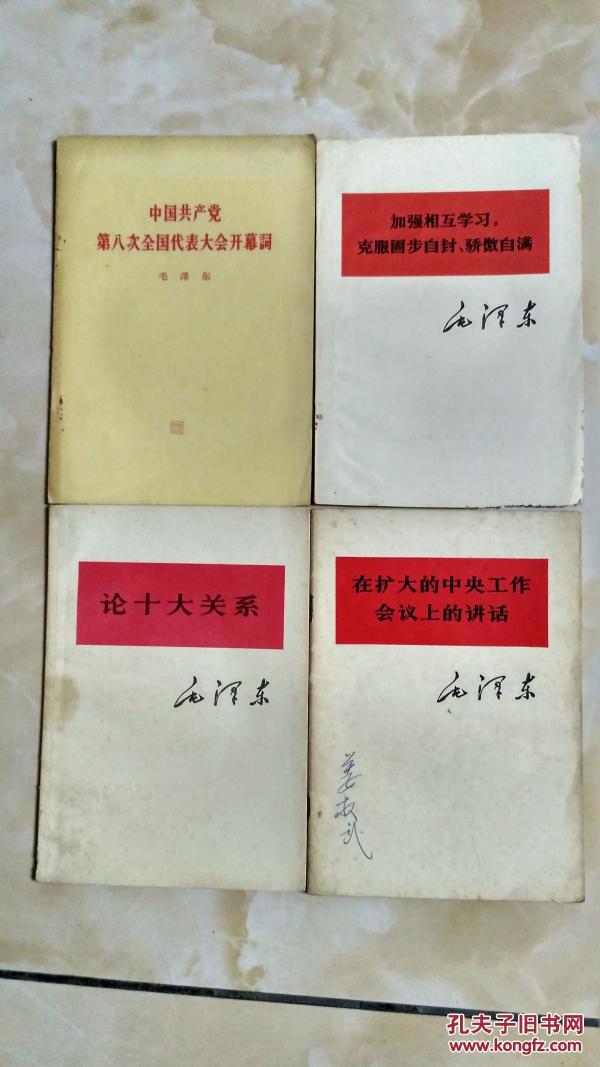 中国共产党
第八次全国代表大会开幕詞
毛泽东
加强相互学习，
克服固步自封、骄傲自满
毛泽东
论十大关系
毛泽东
在扩大的中央工作
会议上的讲话
毛泽东
孔夫子旧书网
www.kongfz.com